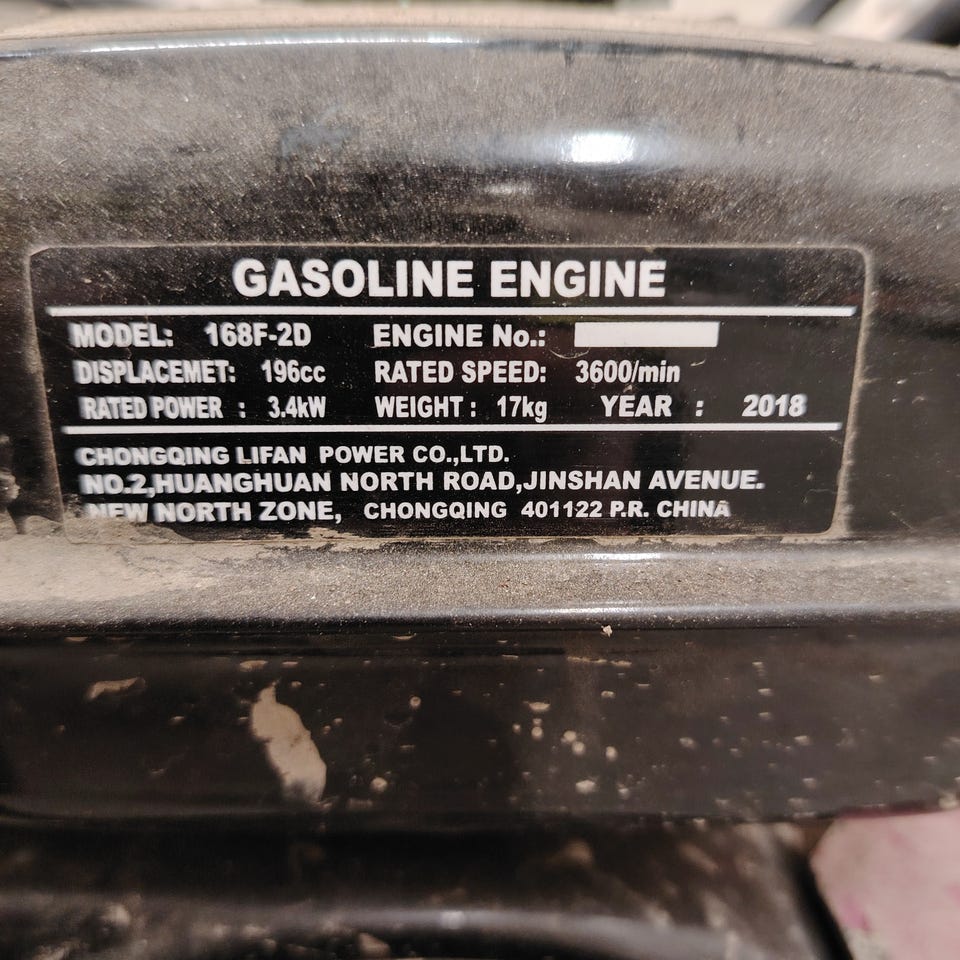 GASOLINE ENGINE
MODEL: 168F-2D ENGINE No.:
DISPLACEMET: 196cc RATED SPEED: 3600/min
RATED POWER : 3.4kW WEIGHT : 17kg YEAR : 2018
CHONGQING LIFAN POWER CO.,LTD.
NO.2,HUANGHUAN NORTH ROAD,JINSHAN AVENUE.
NEW NORTH ZONE, CHONGQING 401122 P.R. CHINA